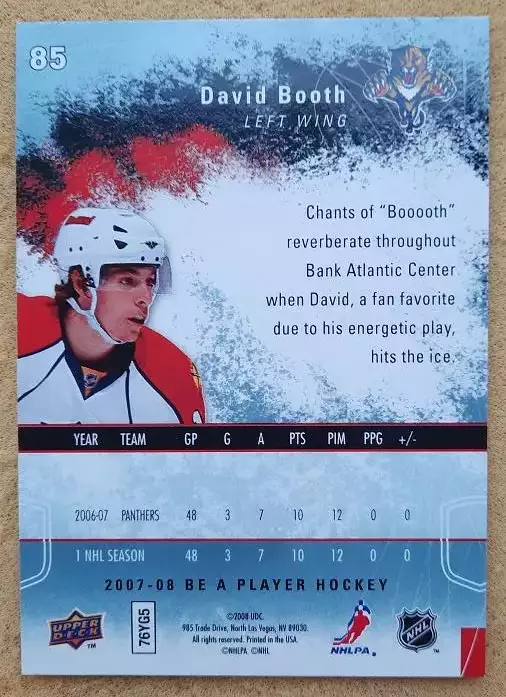 85
David Booth
LEFT WING
Chants of "Booooth"
reverberate throughout
Bank Atlantic Center
when David, a fan favorite
due to his energetic play,
hits the ice.
YEAR TEAM GP G A PTS PIM PPG +/-
2006-07 PANTHERS 48 3 7 10 12 0 0
1 NHL SEASON 48 3 7 10 12 0 0
2007-08 BE A PLAYER HOCKEY
UPPER DECK TM
76YG5
©2008 UDC.
985 Trade Drive, North Las Vegas, NV 89030.
All rights reserved. Printed in the USA.
©NHLPA ©NHL
NHLPA.
NHL TM